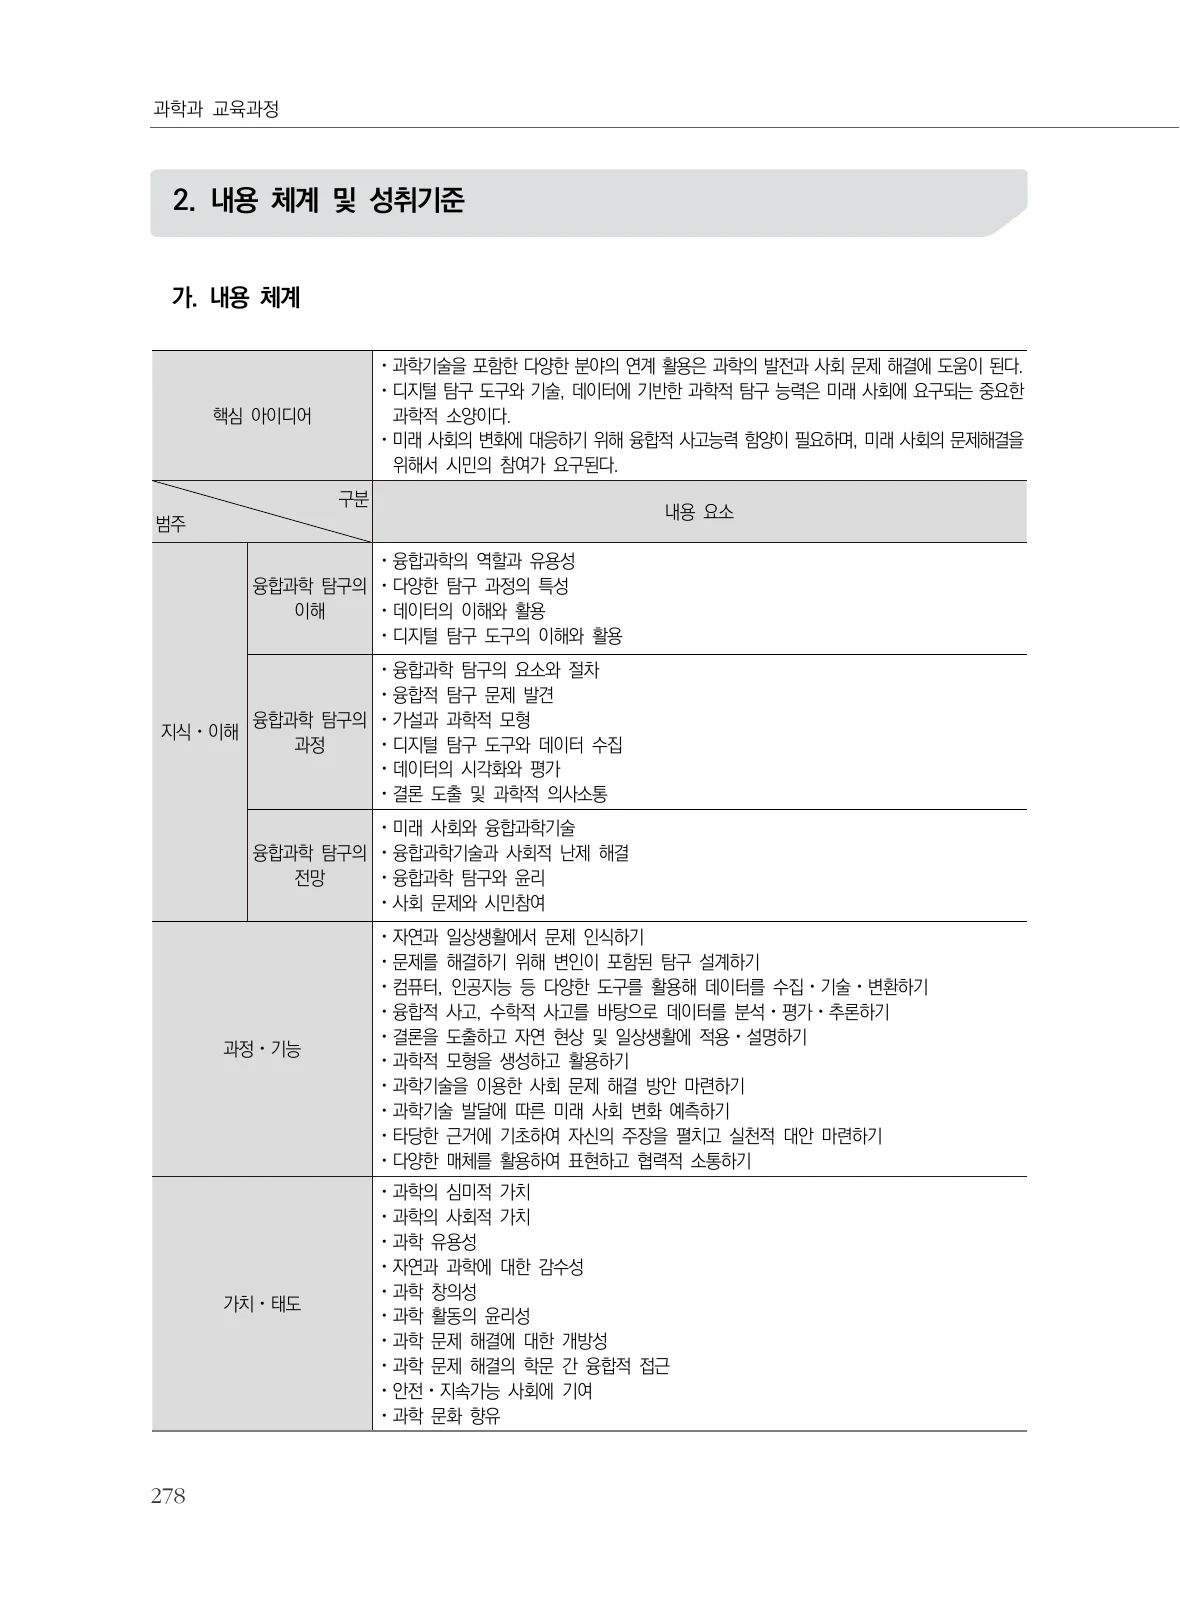 과학과 교육과정
2. 내용 체계 및 성취기준
가. 내용 체계
핵심 아이디어
・과학기술을 포함한 다양한 분야의 연계 활용은 과학의 발전과 사회 문제 해결에 도움이 된다.
・디지털 탐구 도구와 기술, 데이터에 기반한 과학적 탐구 능력은 미래 사회에 요구되는 중요한
과학적 소양이다.
・미래 사회의 변화에 대응하기 위해 융합적 사고능력 함양이 필요하며, 미래 사회의 문제해결을
위해서 시민의 참여가 요구된다.
구분
범주
내용 요소
지식・이해
융합과학 탐구의
이해
・융합과학의 역할과 유용성
・다양한 탐구 과정의 특성
・데이터의 이해와 활용
・디지털 탐구 도구의 이해와 활용
융합과학 탐구의
과정
・융합과학 탐구의 요소와 절차
・융합적 탐구 문제 발견
・가설과 과학적 모형
・디지털 탐구 도구와 데이터 수집
・데이터의 시각화와 평가
・결론 도출 및 과학적 의사소통
융합과학 탐구의
전망
・미래 사회와 융합과학기술
・융합과학기술과 사회적 난제 해결
・융합과학 탐구와 윤리
・사회 문제와 시민참여
과정・기능
・자연과 일상생활에서 문제 인식하기
・문제를 해결하기 위해 변인이 포함된 탐구 설계하기
・컴퓨터, 인공지능 등 다양한 도구를 활용해 데이터를 수집・기술・변환하기
・융합적 사고, 수학적 사고를 바탕으로 데이터를 분석・평가・추론하기
・결론을 도출하고 자연 현상 및 일상생활에 적용・설명하기
・과학적 모형을 생성하고 활용하기
・과학기술을 이용한 사회 문제 해결 방안 마련하기
・과학기술 발달에 따른 미래 사회 변화 예측하기
・타당한 근거에 기초하여 자신의 주장을 펼치고 실천적 대안 마련하기
・다양한 매체를 활용하여 표현하고 협력적 소통하기
가치・태도
・과학의 심미적 가치
・과학의 사회적 가치
・과학 유용성
・자연과 과학에 대한 감수성
・과학 창의성
・과학 활동의 윤리성
・과학 문제 해결에 대한 개방성
・과학 문제 해결의 학문 간 융합적 접근
・안전・지속가능 사회에 기여
・과학 문화 향유
278